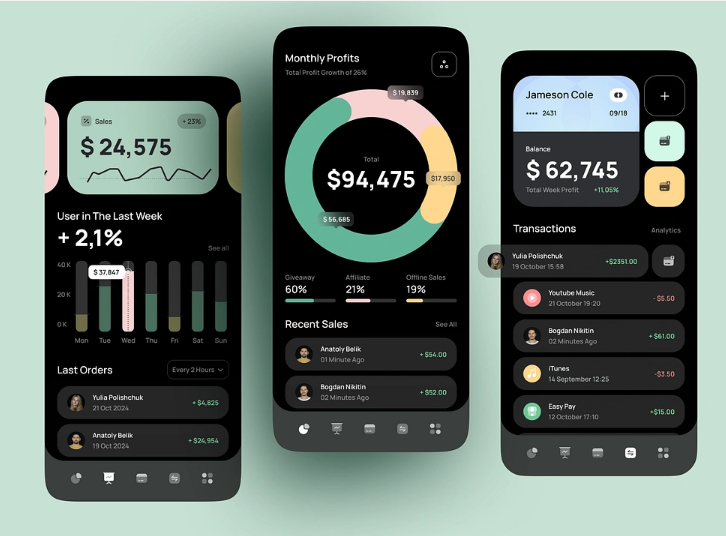 Sales
+ 23%
$ 24,575
User in The Last Week
+ 2,1%
See all
40 K
20 K
0 K
$ 37,847
Mon
Tue
Wed
Thu
Fri
Sat
Sun
Last Orders
Every 2 Hours
Yulia Polishchuk
21 Oct 2024
+ $4,825
Anatoly Belik
19 Oct 2024
+ $24,954
Monthly Profits
Total Profit Growth of 26%
$ 19,839
Total
$94,475
$17,950
$ 56,685
Giveaway
60%
Affiliate
21%
Offline Sales
19%
Recent Sales
See All
Anatoly Belik
01 Minute Ago
+ $54.00
Bogdan Nikitin
02 Minutes Ago
+ $52.00
Jameson Cole
•••• 2431
09/18
Balance
$ 62,745
Total Week Profit
+11,05%
Transactions
Analytics
Yulia Polishchuk
19 October 15:58
+$2351.00
Youtube Music
21 October 19:20
- $5.50
Bogdan Nikitin
02 Minutes Ago
+ $61.00
iTunes
14 September 12:25
-$3.50
Easy Pay
12 October 17:10
+$15.00